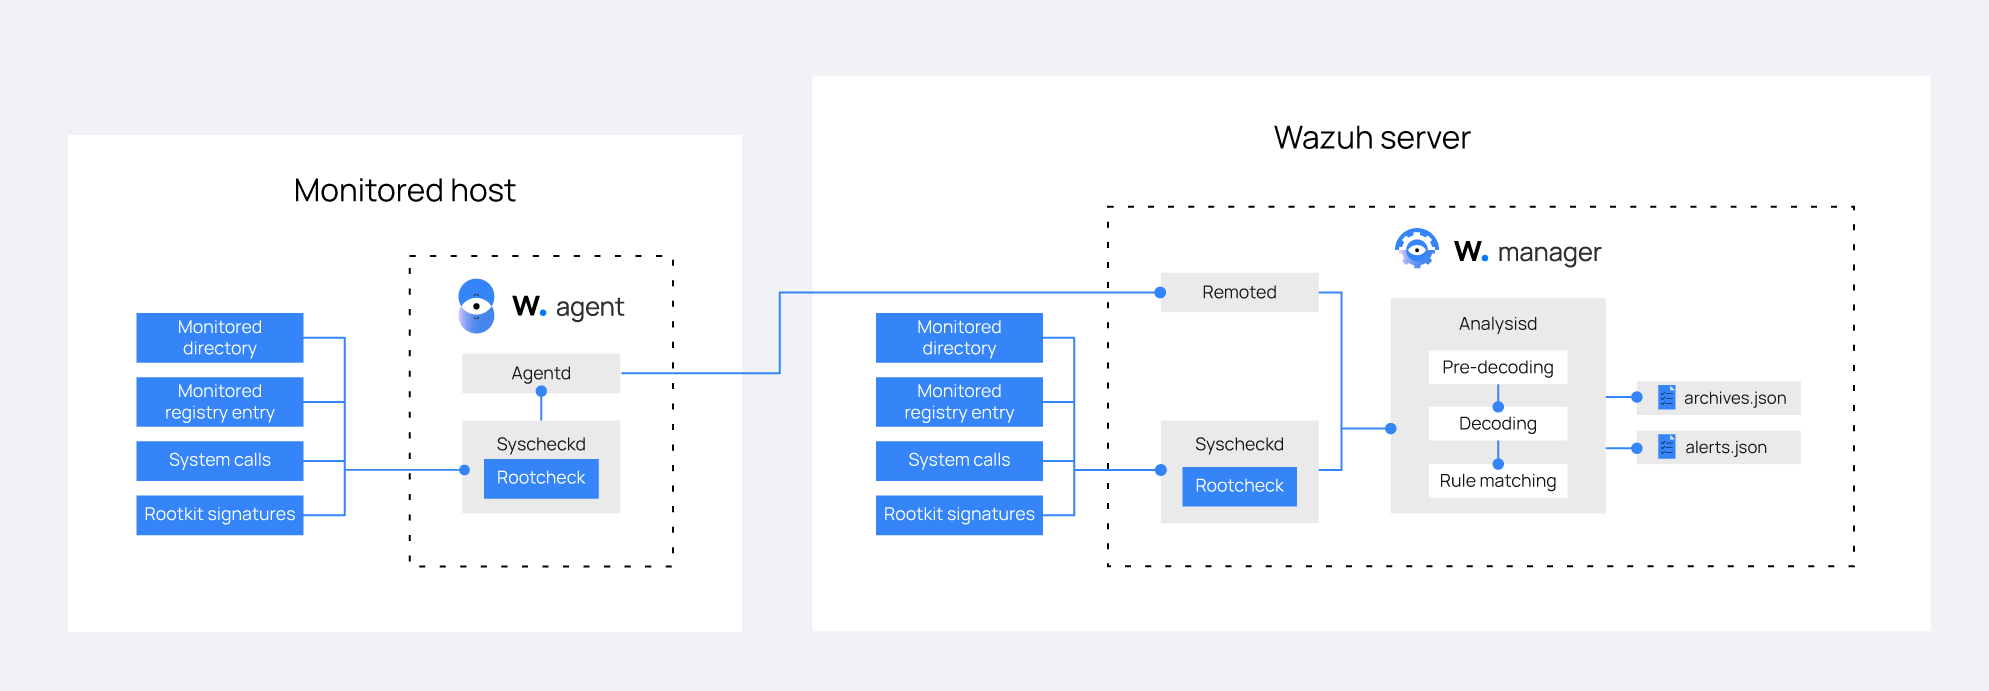 Monitored host
W. agent
Monitored
directory
Monitored
registry entry
System calls
Rootkit signatures
Agentd
Syscheckd
Rootcheck
Wazuh server
W. manager
Monitored
directory
Monitored
registry entry
System calls
Rootkit signatures
Remoted
Syscheckd
Rootcheck
Analysisd
Pre-decoding
Decoding
Rule matching
archives.json
alerts.json